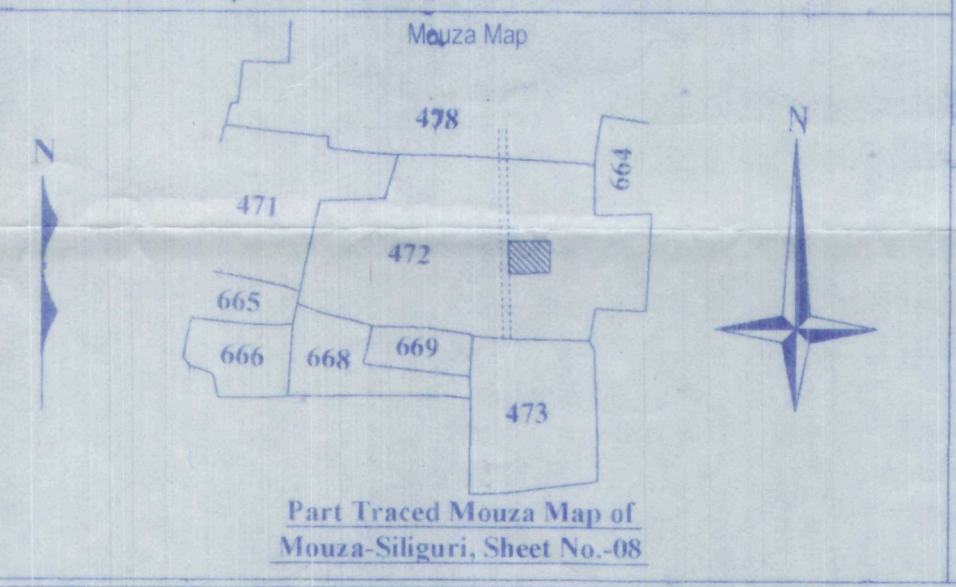 Mouza Map
478
N
N
664
471
472
665
666
668
669
473
Part Traced Mouza Map of
Mouza-Siliguri, Sheet No.-08